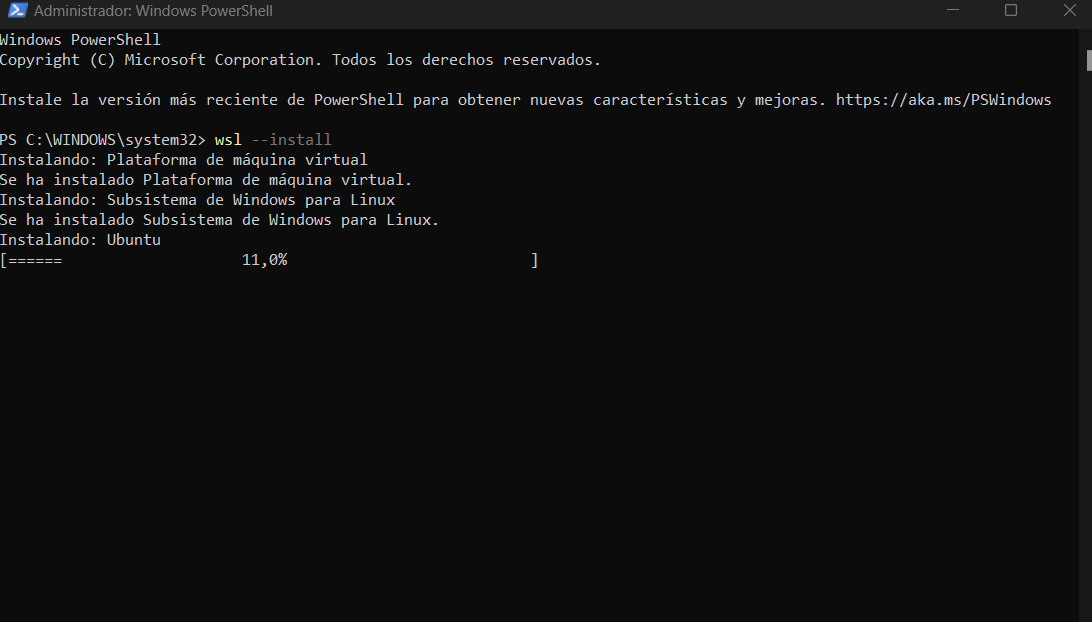 Administrador: Windows PowerShell
Windows PowerShell
Copyright (C) Microsoft Corporation. Todos los derechos reservados.
Instale la versión más reciente de PowerShell para obtener nuevas características y mejoras. https://aka.ms/PSWindows
PS C:\WINDOWS\system32> wsl --install
Instalando: Plataforma de máquina virtual
Se ha instalado Plataforma de máquina virtual.
Instalando: Subsistema de Windows para Linux
Se ha instalado Subsistema de Windows para Linux.
Instalando: Ubuntu
[====== 11,0% ]